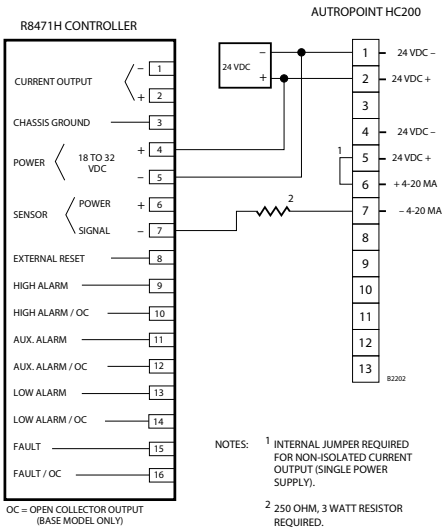 AUTROPOINT HC200
R8471H CONTROLLER
CURRENT OUTPUT
– 1
+ 2
CHASSIS GROUND 3
POWER 18 TO 32 VDC
+ 4
– 5
SENSOR
POWER + 6
SIGNAL – 7
EXTERNAL RESET 8
HIGH ALARM 9
HIGH ALARM / OC 10
AUX. ALARM 11
AUX. ALARM / OC 12
LOW ALARM 13
LOW ALARM / OC 14
FAULT 15
FAULT / OC 16
OC = OPEN COLLECTOR OUTPUT
(BASE MODEL ONLY)
24 VDC
–
+
1
2
1 24 VDC –
2 24 VDC +
3
4 24 VDC –
5 24 VDC +
6 + 4-20 MA
7 – 4-20 MA
8
9
10
11
12
13
B2202
NOTES: 1 INTERNAL JUMPER REQUIRED
FOR NON-ISOLATED CURRENT
OUTPUT (SINGLE POWER
SUPPLY).
2 250 OHM, 3 WATT RESISTOR
REQUIRED.